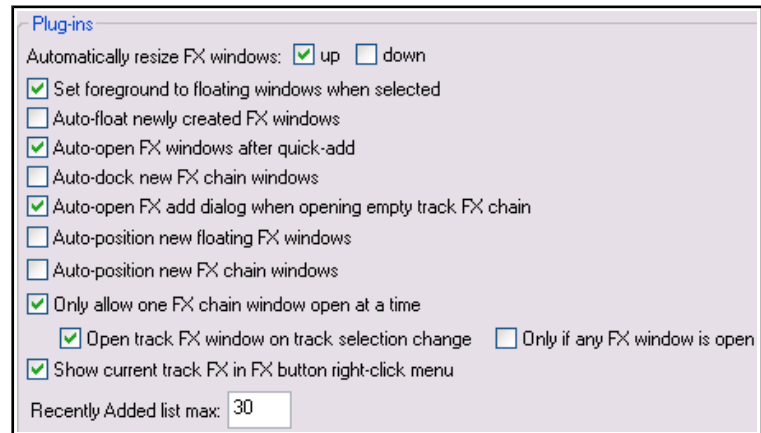 Plug-ins
Automatically resize FX windows: up down
Set foreground to floating windows when selected
Auto-float newly created FX windows
Auto-open FX windows after quick-add
Auto-dock new FX chain windows
Auto-open FX add dialog when opening empty track FX chain
Auto-position new floating FX windows
Auto-position new FX chain windows
Only allow one FX chain window open at a time
Open track FX window on track selection change Only if any FX window is open
Show current track FX in FX button right-click menu
Recently Added list max: 30